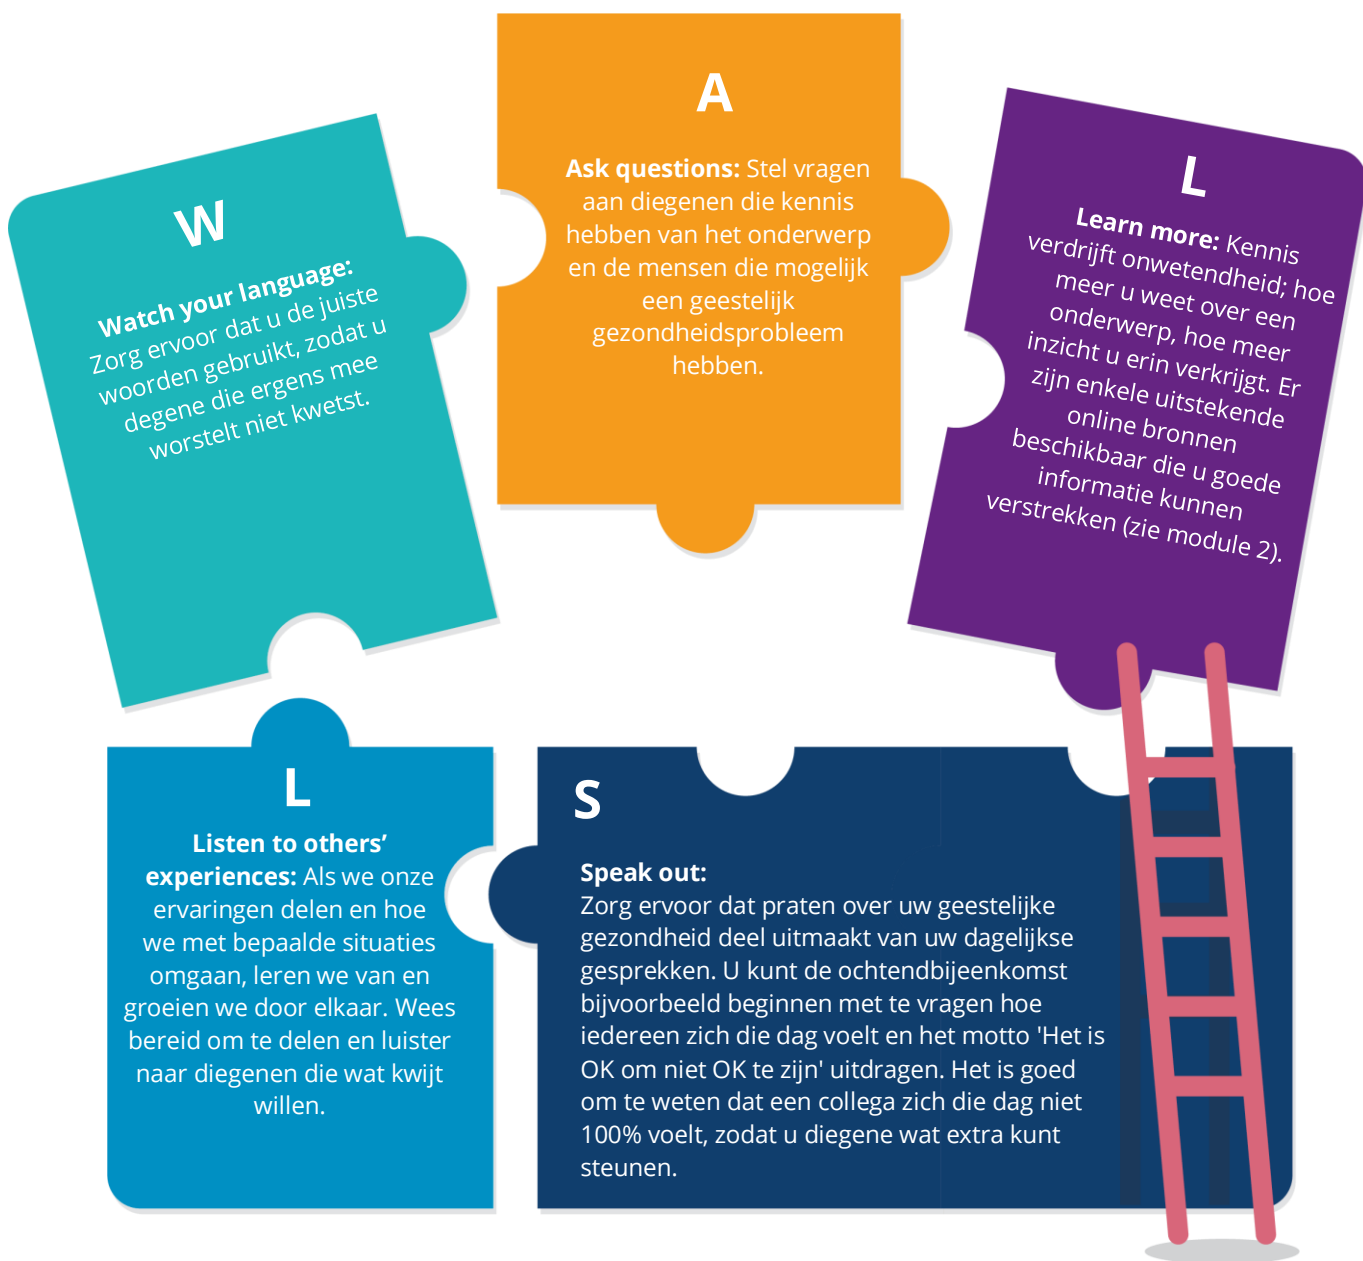 W
Watch your language:
Zorg ervoor dat u de juiste
woorden gebruikt, zodat u
degene die ergens mee
worstelt niet kwetst.
A
Ask questions: Stel vragen
aan diegenen die kennis
hebben van het onderwerp
en de mensen die mogelijk
een geestelijk
gezondheidsprobleem
hebben.
L
Learn more: Kennis
verdrijft onwetendheid; hoe
meer u weet over een
onderwerp, hoe meer
inzicht u erin verkrijgt. Er
zijn enkele uitstekende
online bronnen
beschikbaar die u goede
informatie kunnen
verstrekken (zie module 2).
L
Listen to others’
experiences: Als we onze
ervaringen delen en hoe
we met bepaalde situaties
omgaan, leren we van en
groeien we door elkaar. Wees
bereid om te delen en luister
naar diegenen die wat kwijt
willen.
S
Speak out:
Zorg ervoor dat praten over uw geestelijke
gezondheid deel uitmaakt van uw dagelijkse
gesprekken. U kunt de ochtendbijeenkomst
bijvoorbeeld beginnen met te vragen hoe
iedereen zich die dag voelt en het motto 'Het is
OK om niet OK te zijn' uitdragen. Het is goed
om te weten dat een collega zich die dag niet
100% voelt, zodat u diegene wat extra kunt
steunen.